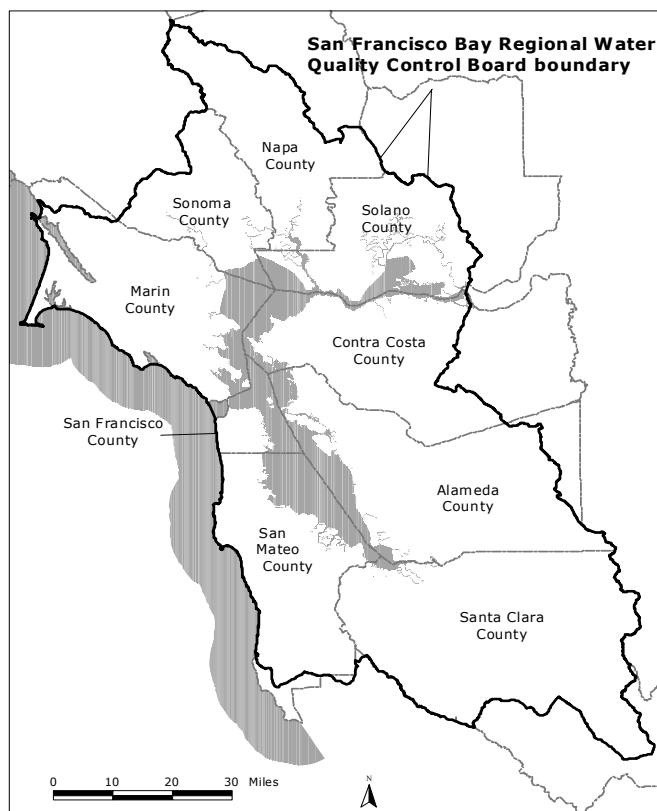 San Francisco Bay Regional Water
Quality Control Board boundary
Napa
County
Sonoma
County
Solano
County
Marin
County
Contra Costa
County
San Francisco
County
Alameda
County
San
Mateo
County
Santa Clara
County
0 10 20 30 Miles
N